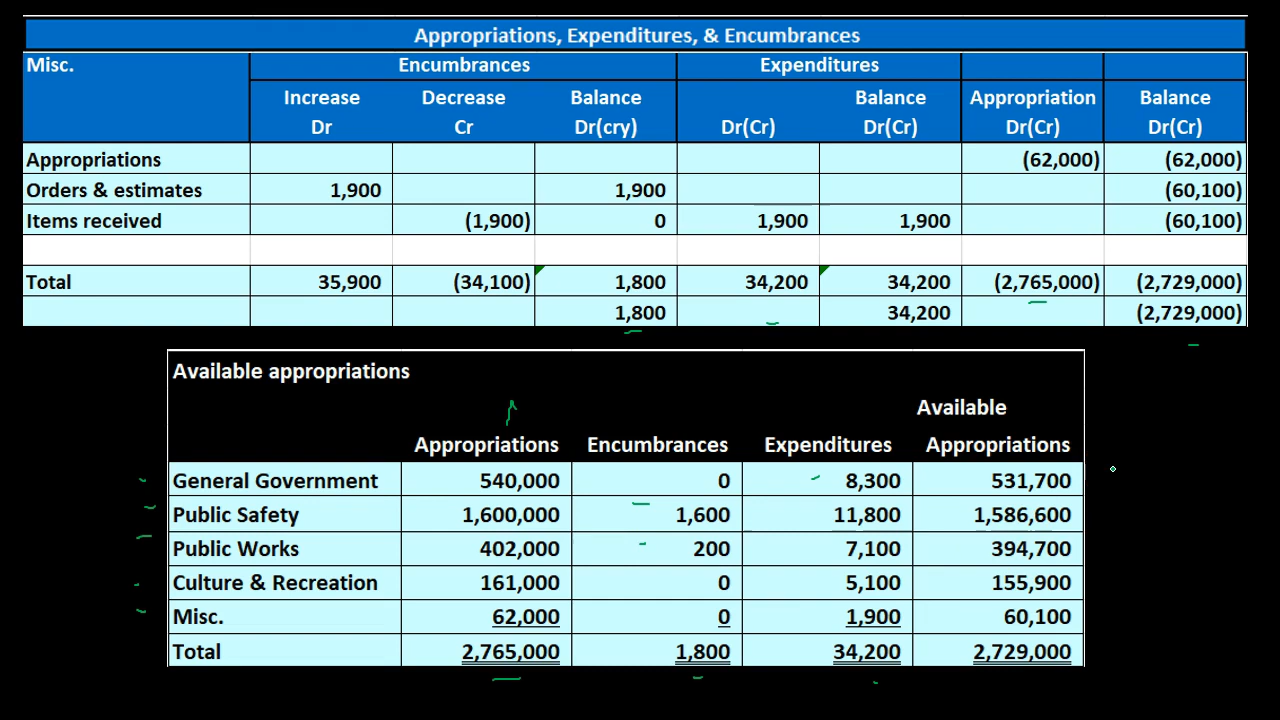 Appropriations, Expenditures, & Encumbrances
Misc. Encumbrances Expenditures
Increase Decrease Balance Balance Appropriation Balance
Dr Cr Dr(cry) Dr(Cr) Dr(Cr) Dr(Cr) Dr(Cr)
Appropriations (62,000) (62,000)
Orders & estimates 1,900 1,900 (60,100)
Items received (1,900) 0 1,900 1,900 (60,100)
Total 35,900 (34,100) 1,800 34,200 34,200 (2,765,000) (2,729,000)
1,800 34,200 (2,729,000)
Available appropriations
Available
Appropriations Encumbrances Expenditures Appropriations
General Government 540,000 0 8,300 531,700
Public Safety 1,600,000 1,600 11,800 1,586,600
Public Works 402,000 200 7,100 394,700
Culture & Recreation 161,000 0 5,100 155,900
Misc. 62,000 0 1,900 60,100
Total 2,765,000 1,800 34,200 2,729,000